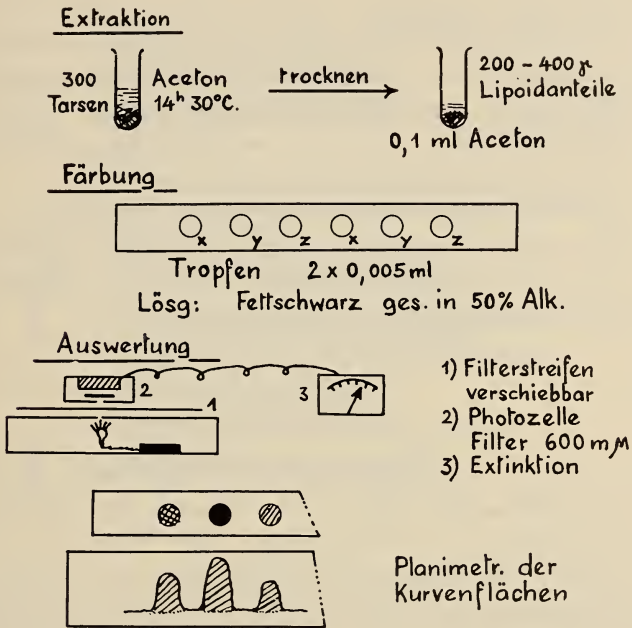 Extraktion
300
Tarsen
Aceton
14ʰ 30°C.
trocknen
200 – 400 γ
Lipoidanteile
0,1 ml Aceton
Färbung
x y z x y z
Tropfen 2 x 0,005 ml
Lösg: Fettschwarz ges. in 50% Alk.
Auswertung
2
1
3
1) Filterstreifen
verschiebbar
2) Photozelle
Filter 600 mμ
3) Extinktion
Planimetr. der
Kurvenflächen